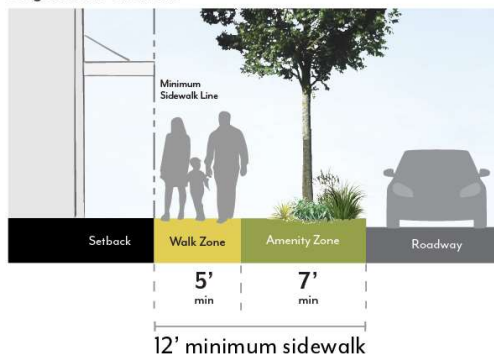 Minimum
Sidewalk Line
Setback
Walk Zone
Amenity Zone
Roadway
5'
min
7'
min
12' minimum sidewalk